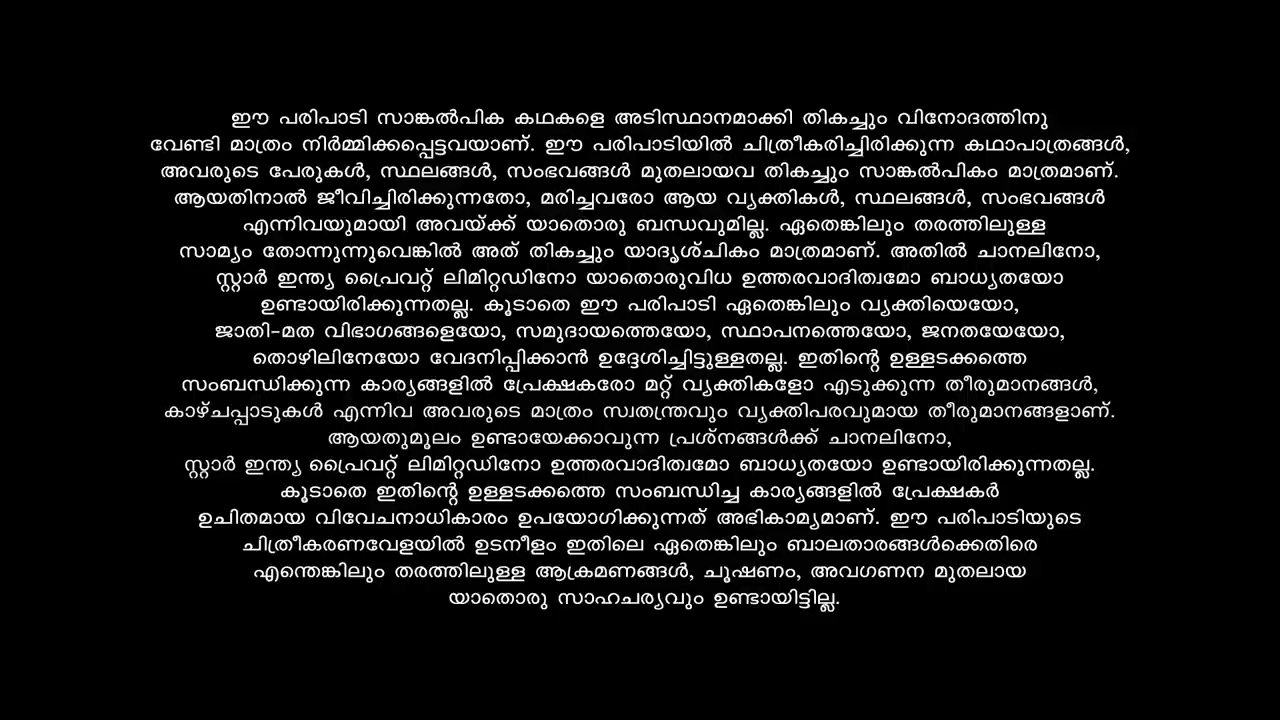 ഈ പരിപാടി സാങ്കൽപിക കഥകളെ അടിസ്ഥാനമാക്കി തികച്ചും വിനോദത്തിനു
വേണ്ടി മാത്രം നിർമ്മിക്കപ്പെട്ടവയാണ്. ഈ പരിപാടിയിൽ ചിത്രീകരിച്ചിരിക്കുന്ന കഥാപാത്രങ്ങൾ,
അവരുടെ പേരുകൾ, സ്ഥലങ്ങൾ, സംഭവങ്ങൾ മുതലായവ തികച്ചും സാങ്കൽപികം മാത്രമാണ്.
ആയതിനാൽ ജീവിച്ചിരിക്കുന്നതോ, മരിച്ചവരോ ആയ വ്യക്തികൾ, സ്ഥലങ്ങൾ, സംഭവങ്ങൾ
എന്നിവയുമായി അവയ്ക്ക് യാതൊരു ബന്ധവുമില്ല. ഏതെങ്കിലും തരത്തിലുള്ള
സാമ്യം തോന്നുന്നുവെങ്കിൽ അത് തികച്ചും യാദൃശ്ചികം മാത്രമാണ്. അതിൽ ചാനലിനോ,
സ്റ്റാർ ഇന്ത്യ പ്രൈവറ്റ് ലിമിറ്റഡിനോ യാതൊരുവിധ ഉത്തരവാദിത്വമോ ബാധ്യതയോ
ഉണ്ടായിരിക്കുന്നതല്ല. കൂടാതെ ഈ പരിപാടി ഏതെങ്കിലും വ്യക്തിയെയോ,
ജാതി-മത വിഭാഗങ്ങളെയോ, സമുദായത്തെയോ, സ്ഥാപനത്തെയോ, ജനതയേയോ,
തൊഴിലിനേയോ വേദനിപ്പിക്കാൻ ഉദ്ദേശിച്ചിട്ടുള്ളതല്ല. ഇതിന്റെ ഉള്ളടക്കത്തെ
സംബന്ധിക്കുന്ന കാര്യങ്ങളിൽ പ്രേക്ഷകരോ മറ്റ് വ്യക്തികളോ എടുക്കുന്ന തീരുമാനങ്ങൾ,
കാഴ്ചപ്പാടുകൾ എന്നിവ അവരുടെ മാത്രം സ്വതന്ത്രവും വ്യക്തിപരവുമായ തീരുമാനങ്ങളാണ്.
ആയതുമൂലം ഉണ്ടായേക്കാവുന്ന പ്രശ്നങ്ങൾക്ക് ചാനലിനോ,
സ്റ്റാർ ഇന്ത്യ പ്രൈവറ്റ് ലിമിറ്റഡിനോ ഉത്തരവാദിത്വമോ ബാധ്യതയോ ഉണ്ടായിരിക്കുന്നതല്ല.
കൂടാതെ ഇതിന്റെ ഉള്ളടക്കത്തെ സംബന്ധിച്ച കാര്യങ്ങളിൽ പ്രേക്ഷകർ
ഉചിതമായ വിവേചനാധികാരം ഉപയോഗിക്കുന്നത് അഭികാമ്യമാണ്. ഈ പരിപാടിയുടെ
ചിത്രീകരണവേളയിൽ ഉടനീളം ഇതിലെ ഏതെങ്കിലും ബാലതാരങ്ങൾക്കെതിരെ
എന്തെങ്കിലും തരത്തിലുള്ള ആക്രമണങ്ങൾ, ചൂഷണം, അവഗണന മുതലായ
യാതൊരു സാഹചര്യവും ഉണ്ടായിട്ടില്ല.